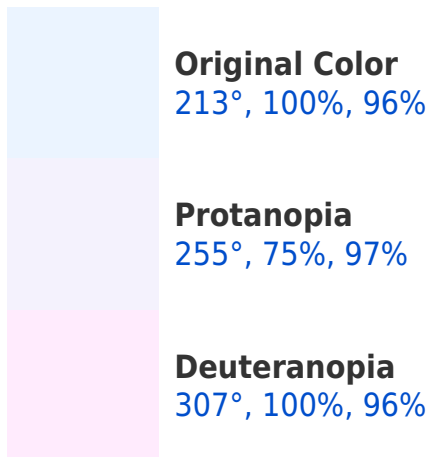 Original Color
213°, 100%, 96%
Protanopia
255°, 75%, 97%
Deuteranopia
307°, 100%, 96%